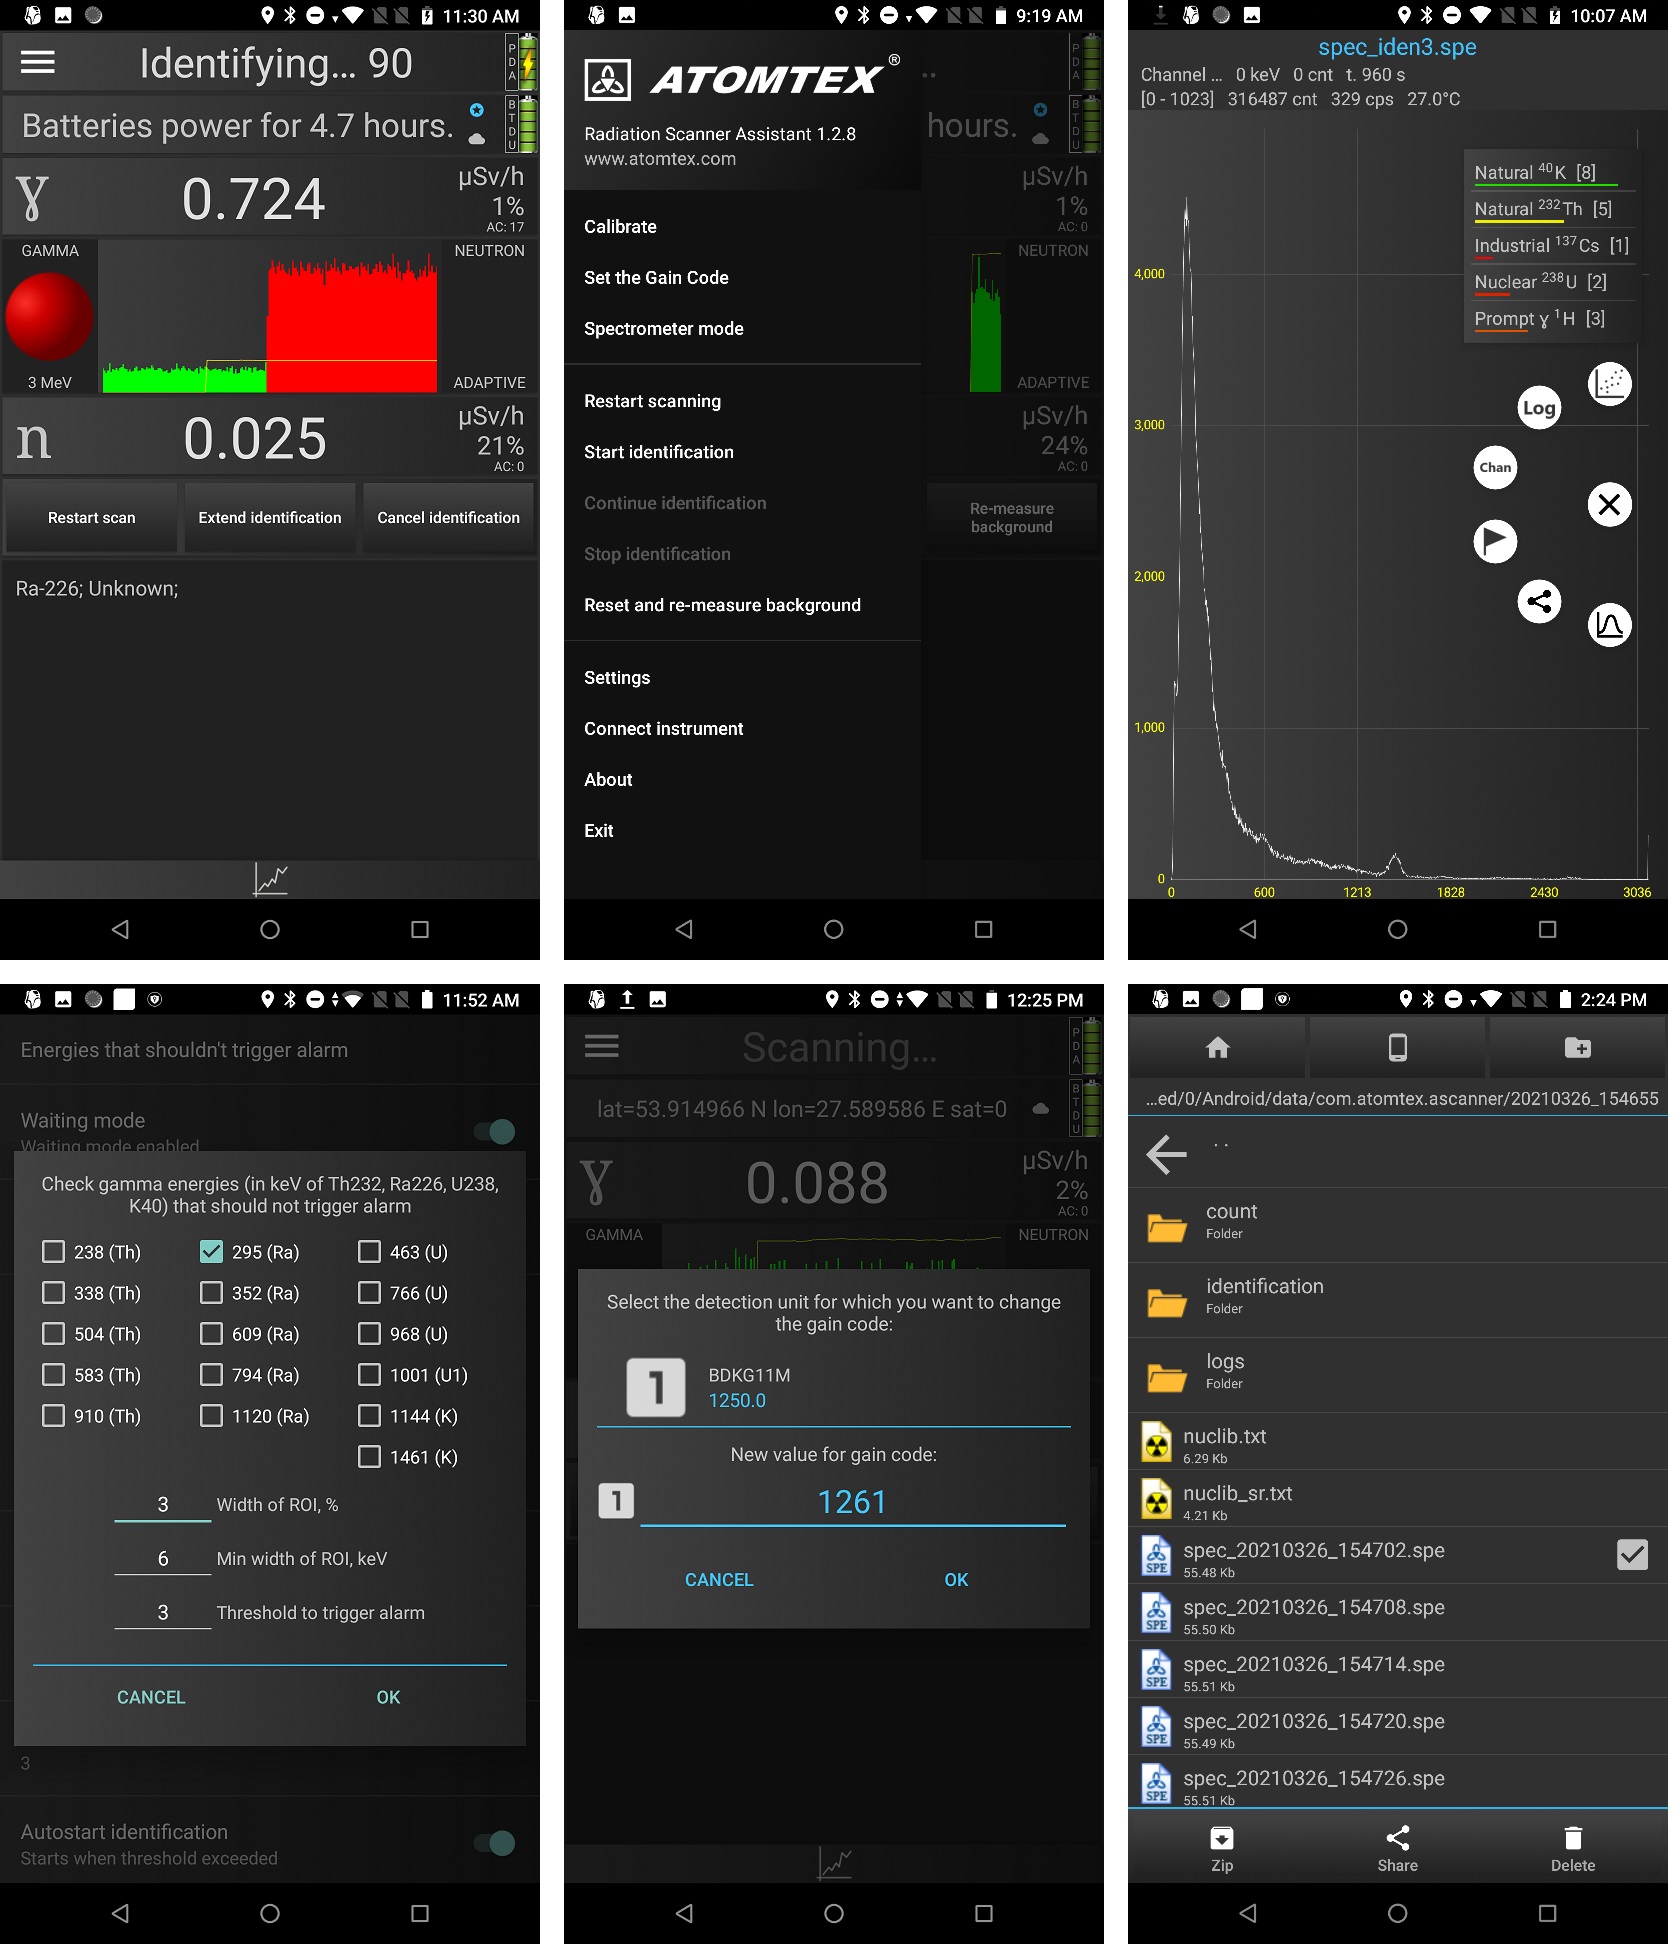 11:30 AM
Identifying... 90
PDA
Batteries power for 4.7 hours.
BTDU
γ
0.724
µSv/h
1%
AC: 17
GAMMA
NEUTRON
3 MeV
ADAPTIVE
n
0.025
µSv/h
21%
AC: 0
Restart scan
Extend identification
Cancel identification
Ra-226; Unknown;
9:19 AM
ATOMTEX®
Radiation Scanner Assistant 1.2.8
www.atomtex.com
PDA
hours.
BTDU
µSv/h
1%
AC: 0
NEUTRON
ADAPTIVE
µSv/h
24%
AC: 0
Re-measure
background
Calibrate
Set the Gain Code
Spectrometer mode
Restart scanning
Start identification
Continue identification
Stop identification
Reset and re-measure background
Settings
Connect instrument
About
Exit
10:07 AM
spec_iden3.spe
Channel ... 0 keV 0 cnt t. 960 s
[0 - 1023] 316487 cnt 329 cps 27.0°C
Natural ⁴⁰K [8]
Natural ²³²Th [5]
Industrial ¹³⁷Cs [1]
Nuclear ²³⁸U [2]
Prompt γ ¹H [3]
Log
Chan
4,000
3,000
2,000
1,000
0
0 600 1213 1828 2430 3036
11:52 AM
Energies that shouldn't trigger alarm
Waiting mode
Waiting mode enabled
Check gamma energies (in keV of Th232, Ra226, U238,
K40) that should not trigger alarm
238 (Th) 295 (Ra) 463 (U)
338 (Th) 352 (Ra) 766 (U)
504 (Th) 609 (Ra) 968 (U)
583 (Th) 794 (Ra) 1001 (U1)
910 (Th) 1120 (Ra) 1144 (K)
1461 (K)
3 Width of ROI, %
6 Min width of ROI, keV
3 Threshold to trigger alarm
CANCEL OK
3
Autostart identification
Starts when threshold exceeded
12:25 PM
Scanning...
PDA
lat=53.914966 N lon=27.589586 E sat=0
BTDU
γ
0.088
µSv/h
2%
AC: 0
GAMMA
NEUTRON
Select the detection unit for which you want to change
the gain code:
1
BDKG11M
1250.0
New value for gain code:
1
1261
CANCEL OK
2:24 PM
...ed/0/Android/data/com.atomtex.ascanner/20210326_154655
..
count
Folder
identification
Folder
logs
Folder
nuclib.txt
6.29 Kb
nuclib_sr.txt
4.21 Kb
SPE
spec_20210326_154702.spe
55.48 Kb
SPE
spec_20210326_154708.spe
55.50 Kb
SPE
spec_20210326_154714.spe
55.51 Kb
SPE
spec_20210326_154720.spe
55.49 Kb
SPE
spec_20210326_154726.spe
55.51 Kb
Zip Share Delete